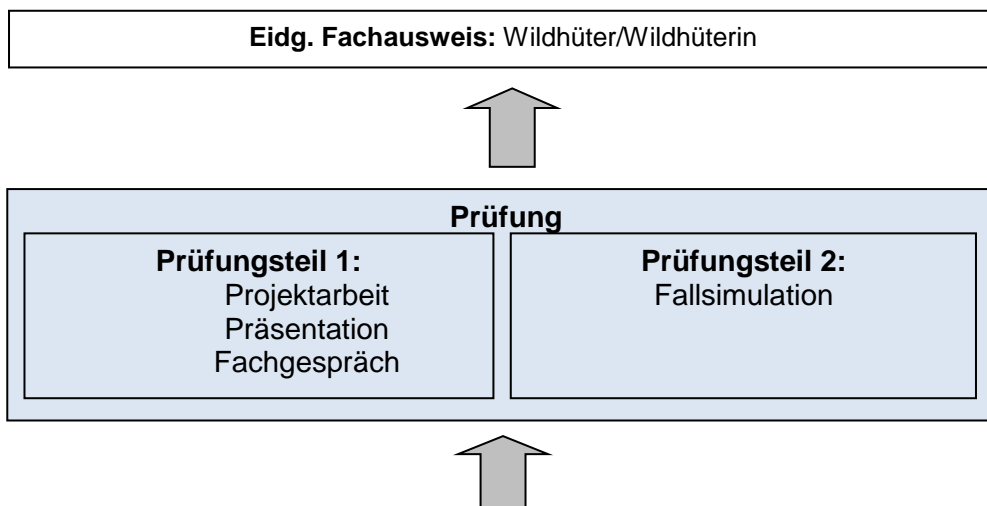 Eidg. Fachausweis: Wildhüter/Wildhüterin
Prüfung
Prüfungsteil 1:
Projektarbeit
Präsentation
Fachgespräch
Prüfungsteil 2:
Fallsimulation